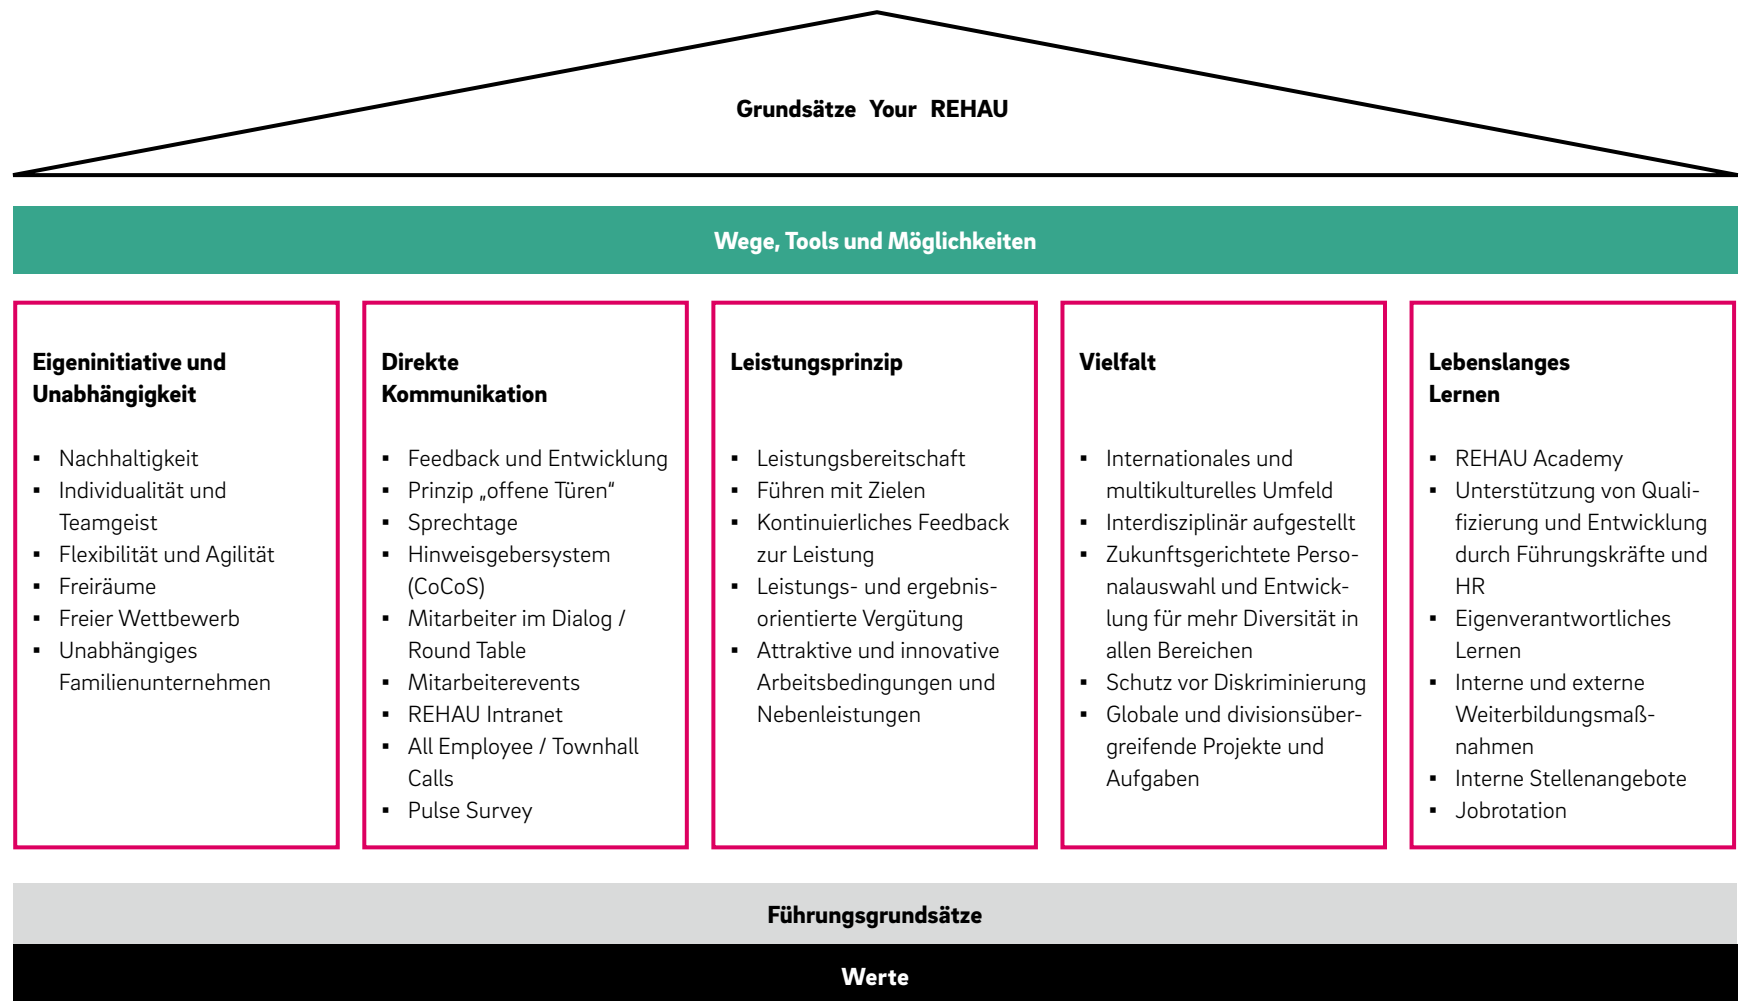 Grundsätze Your REHAU
Wege, Tools und Möglichkeiten
Eigeninitiative und
Unabhängigkeit
▪ Nachhaltigkeit
▪ Individualität und
Teamgeist
▪ Flexibilität und Agilität
▪ Freiräume
▪ Freier Wettbewerb
▪ Unabhängiges
Familienunternehmen
Direkte
Kommunikation
▪ Feedback und Entwicklung
▪ Prinzip „offene Türen“
▪ Sprechtage
▪ Hinweisgebersystem
(CoCoS)
▪ Mitarbeiter im Dialog /
Round Table
▪ Mitarbeiterevents
▪ REHAU Intranet
▪ All Employee / Townhall
Calls
▪ Pulse Survey
Leistungsprinzip
▪ Leistungsbereitschaft
▪ Führen mit Zielen
▪ Kontinuierliches Feedback
zur Leistung
▪ Leistungs- und ergebnis-
orientierte Vergütung
▪ Attraktive und innovative
Arbeitsbedingungen und
Nebenleistungen
Vielfalt
▪ Internationales und
multikulturelles Umfeld
▪ Interdisziplinär aufgestellt
▪ Zukunftsgerichtete Perso-
nalauswahl und Entwick-
lung für mehr Diversität in
allen Bereichen
▪ Schutz vor Diskriminierung
▪ Globale und divisionsüber-
greifende Projekte und
Aufgaben
Lebenslanges
Lernen
▪ REHAU Academy
▪ Unterstützung von Quali-
fizierung und Entwicklung
durch Führungskräfte und
HR
▪ Eigenverantwortliches
Lernen
▪ Interne und externe
Weiterbildungsmaß-
nahmen
▪ Interne Stellenangebote
▪ Jobrotation
Führungsgrundsätze
Werte